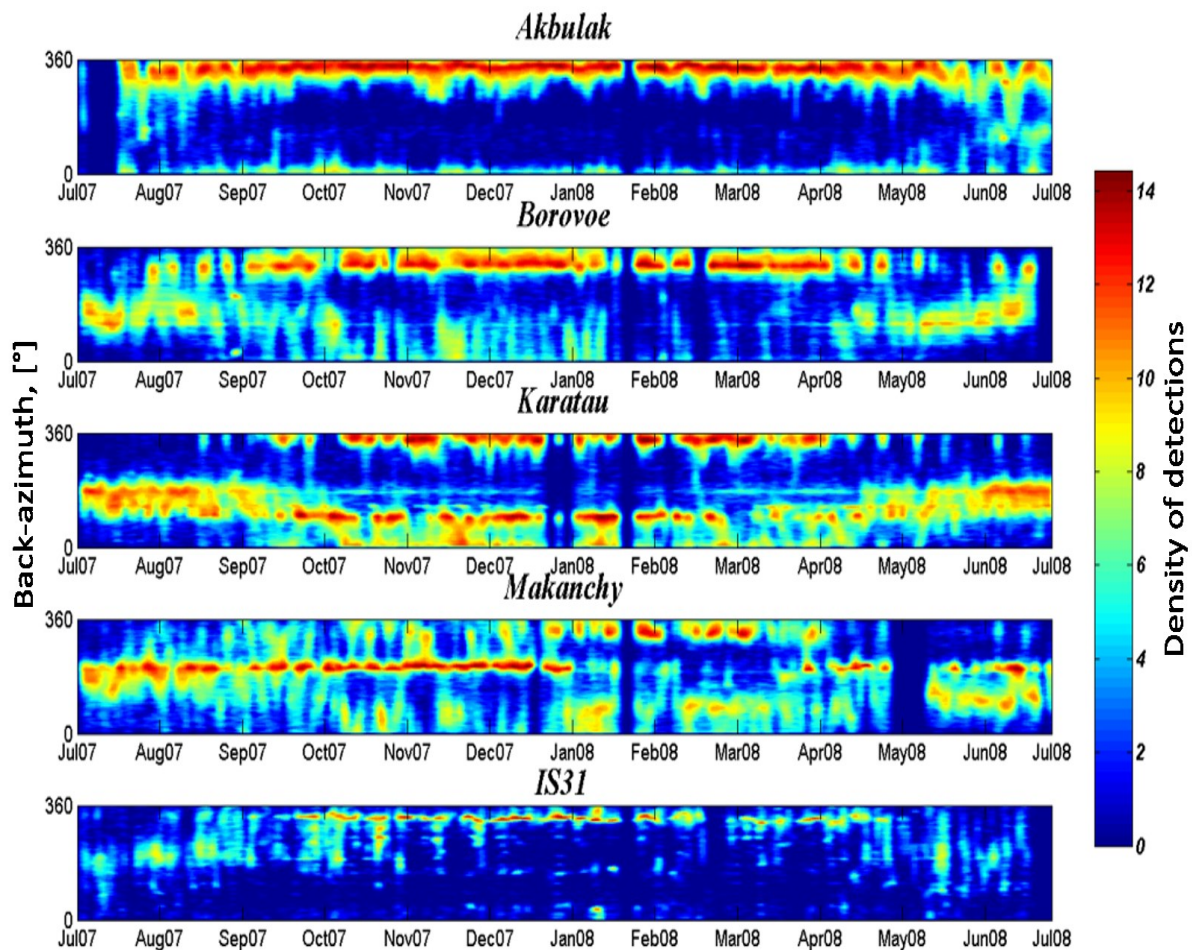 Akbulak
360
0
Jul07 Aug07 Sep07 Oct07 Nov07 Dec07 Jan08 Feb08 Mar08 Apr08 May08 Jun08 Jul08
Borovoe
360
0
Jul07 Aug07 Sep07 Oct07 Nov07 Dec07 Jan08 Feb08 Mar08 Apr08 May08 Jun08 Jul08
Karatau
360
0
Jul07 Aug07 Sep07 Oct07 Nov07 Dec07 Jan08 Feb08 Mar08 Apr08 May08 Jun08 Jul08
Makanchy
360
0
Jul07 Aug07 Sep07 Oct07 Nov07 Dec07 Jan08 Feb08 Mar08 Apr08 May08 Jun08 Jul08
IS31
360
0
Jul07 Aug07 Sep07 Oct07 Nov07 Dec07 Jan08 Feb08 Mar08 Apr08 May08 Jun08 Jul08
Back-azimuth, [°]
14
12
10
8
6
4
2
0
Density of detections